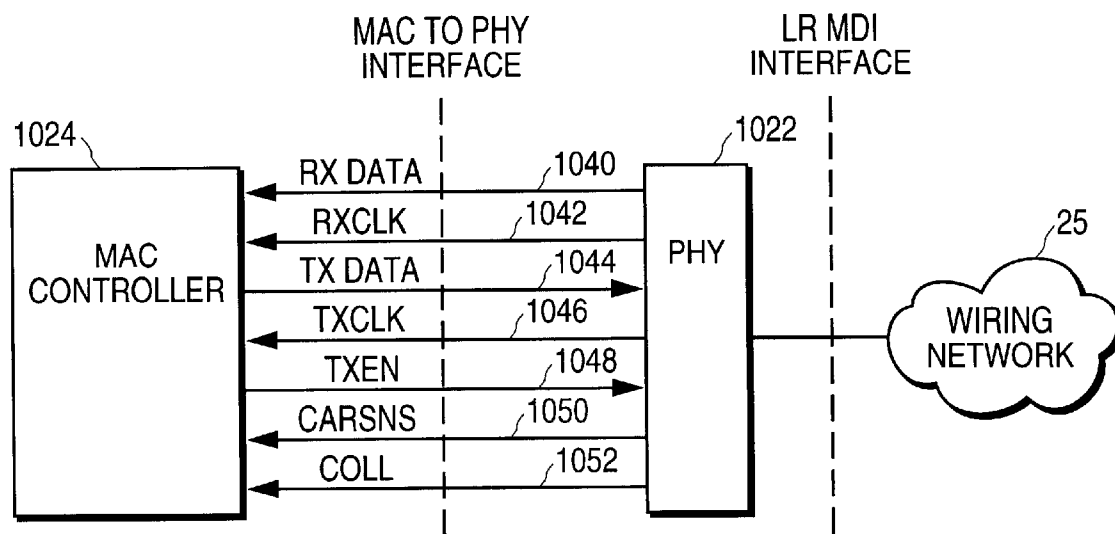 MAC TO PHY
INTERFACE
LR MDI
INTERFACE
1024
1022
RX DATA
1040
RXCLK
1042
25
MAC
CONTROLLER
TX DATA
1044
PHY
TXCLK
1046
WIRING
NETWORK
TXEN
1048
CARSNS
1050
COLL
1052